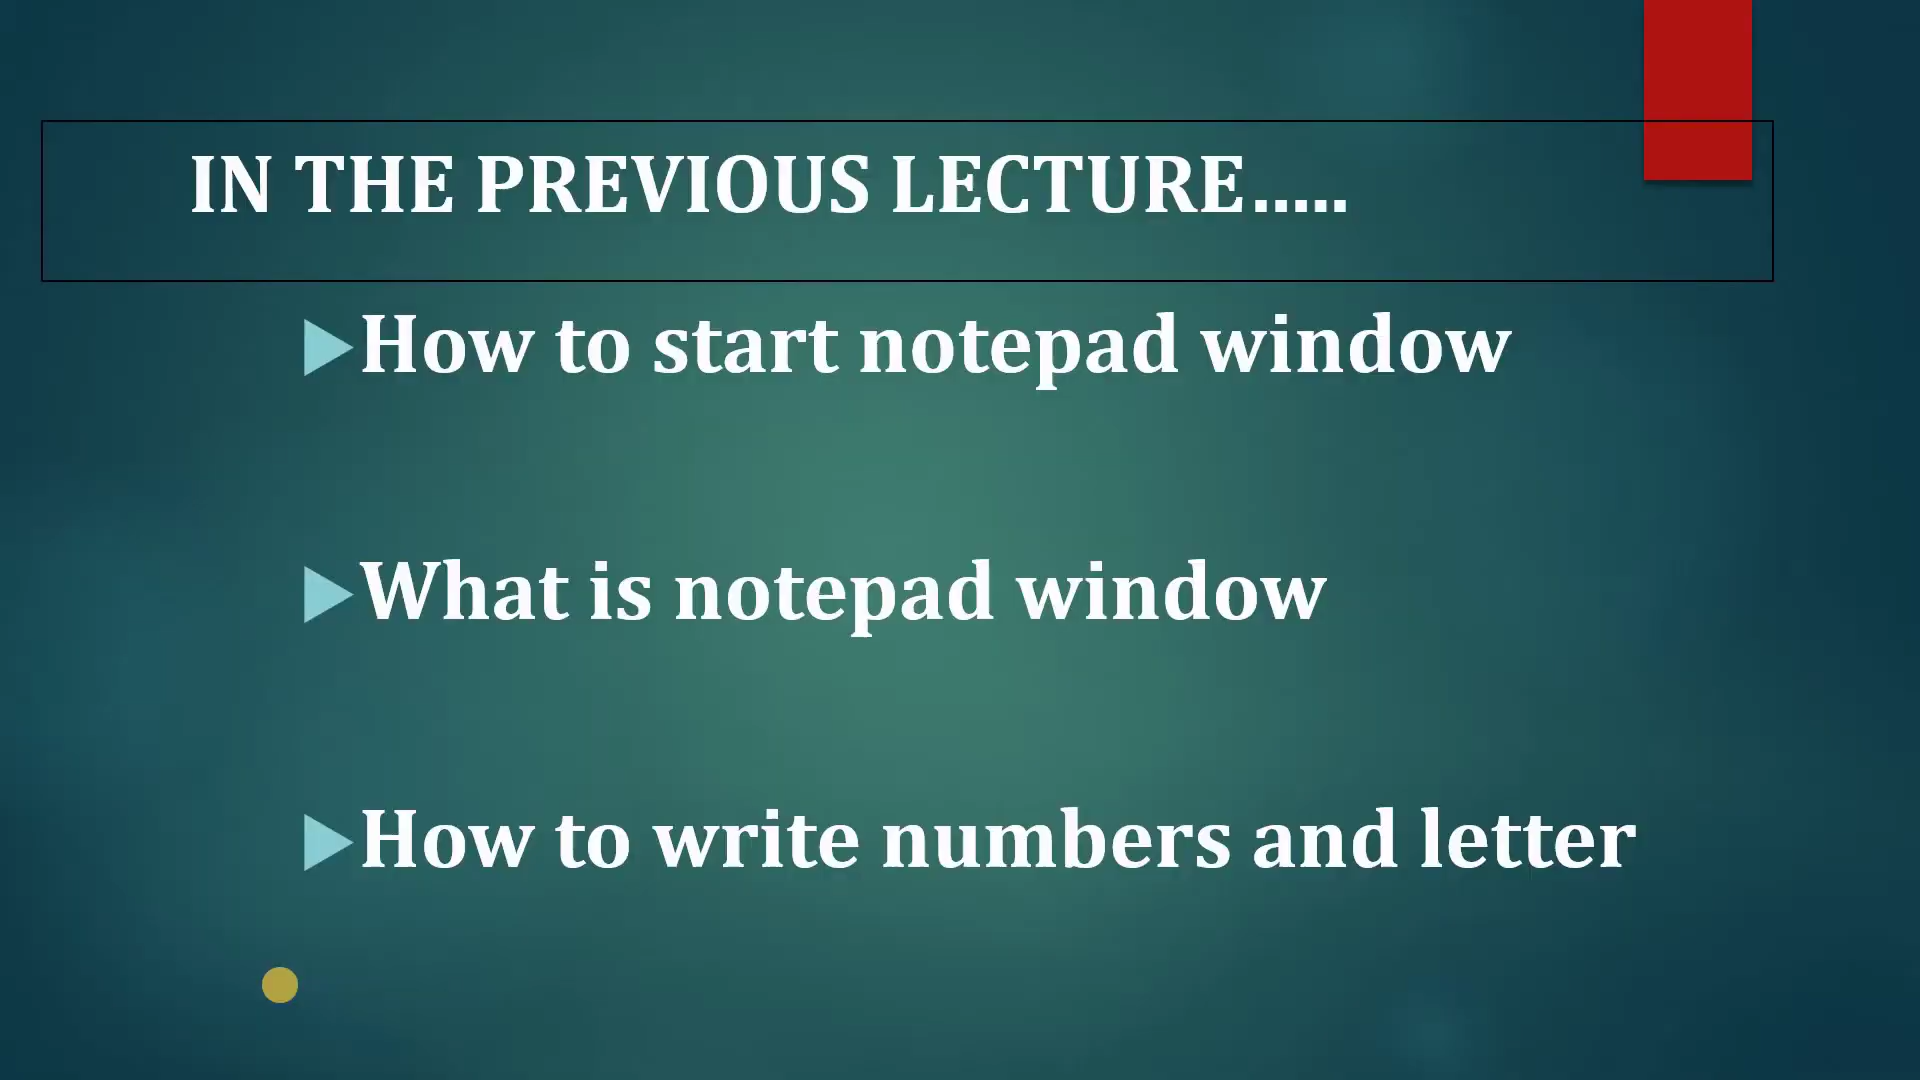 IN THE PREVIOUS LECTURE.....
How to start notepad window
What is notepad window
How to write numbers and letter